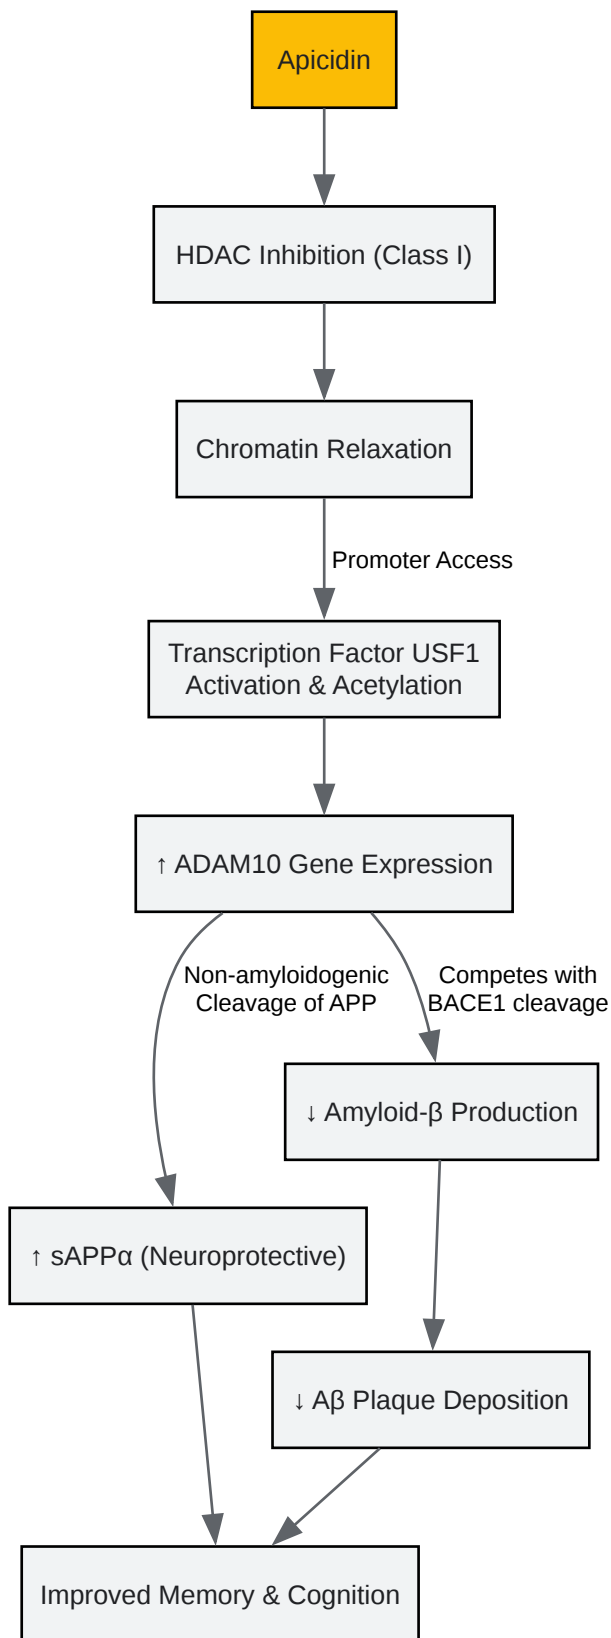 Apicidin
HDAC Inhibition (Class I)
Chromatin Relaxation
Promoter Access
Transcription Factor USF1
Activation & Acetylation
↑ ADAM10 Gene Expression
Non-amyloidogenic
Cleavage of APP
Competes with
BACE1 cleavage
↓ Amyloid-β Production
↑ sAPPα (Neuroprotective)
↓ Aβ Plaque Deposition
Improved Memory & Cognition